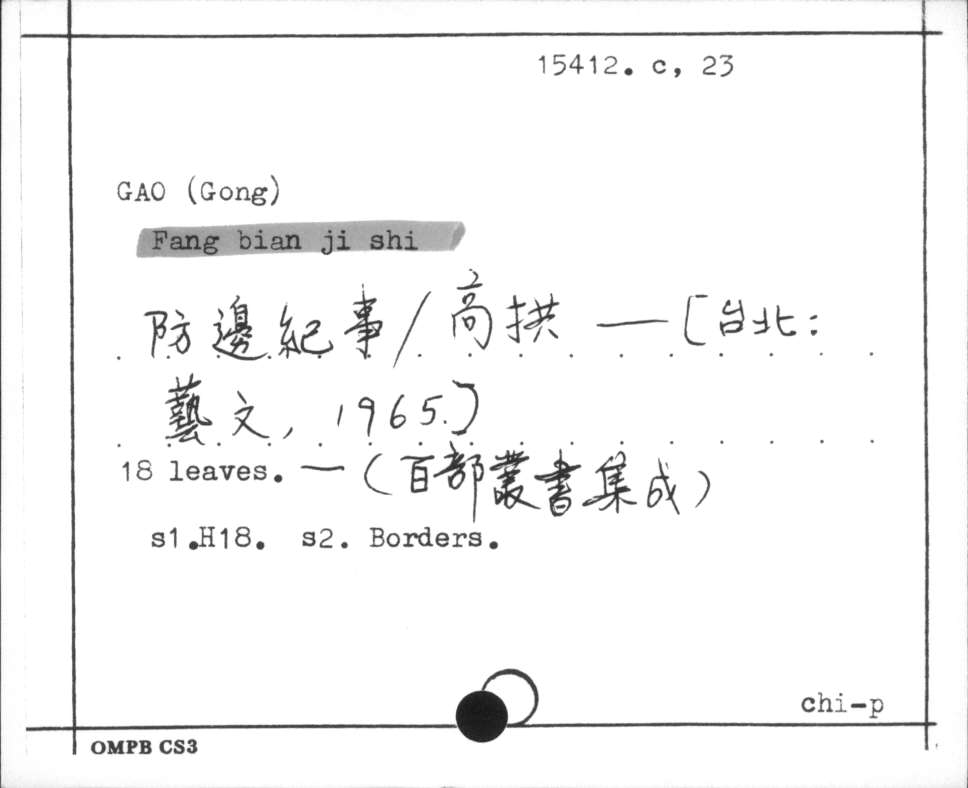 15412. c, 23
GAO (Gong)
Fang bian ji shi
防邊紀事/高拱 — [台北:
藝文, 1965.]
18 leaves. — (百部叢書集成)
s1.H18. s2. Borders.
chi-p
OMPB CS3